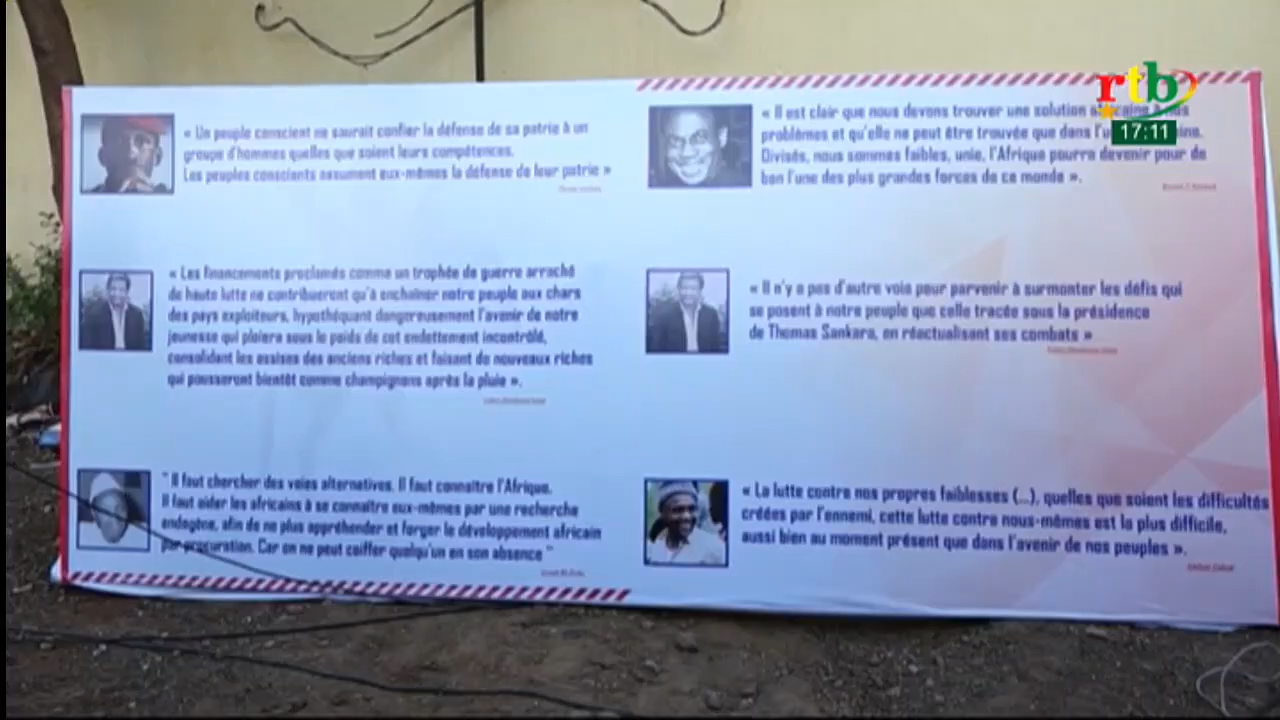 « Un peuple conscient ne saurait confier la défense de sa patrie à un
groupe d'hommes quelles que soient leurs compétences.
Les peuples conscients assument eux-mêmes la défense de leur patrie »
« Les financements proclamés comme un trophée de guerre arraché
de haute lutte ne contribueront qu'à enchaîner notre peuple aux chars
des pays exploiteurs, hypothéquant dangereusement l'avenir de notre
jeunesse qui ploiera sous le poids de cet endettement incontrôlé,
consolidant les assises des anciens riches et faisant de nouveaux riches
qui pousseront bientôt comme champignons après la pluie ».
" Il faut chercher des voies alternatives. Il faut connaître l'Afrique.
Il faut aider les africains à se connaître eux-mêmes par une recherche
endogène, afin de ne plus appréhender et forger le développement africain
par procuration. Car on ne peut coiffer quelqu'un en son absence "
« Il est clair que nous devons trouver une solution africaine à nos
problèmes et qu'elle ne peut être trouvée que dans
Divisés, nous sommes faibles, unie, l'Afrique pourra devenir pour de
bon l'une des plus grandes forces de ce monde ».
« Il n'y a pas d'autre voie pour parvenir à surmonter les défis qui
se posent à notre peuple que celle tracée sous la présidence
de Thomas Sankara, en réactualisant ses combats »
« La lutte contre nos propres faiblesses (...), quelles que soient les difficultés
créées par l'ennemi, cette lutte contre nous-mêmes est la plus difficile,
aussi bien au moment présent que dans l'avenir de nos peuples ».
rtb
17:11